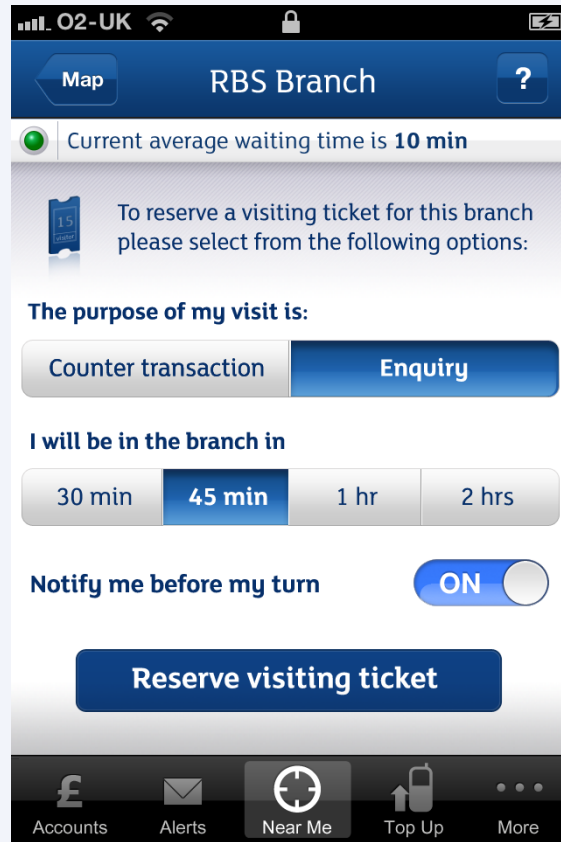 O2-UK
Map
RBS Branch
?
Current average waiting time is 10 min
15
To reserve a visiting ticket for this branch
please select from the following options:
The purpose of my visit is:
Counter transaction
Enquiry
I will be in the branch in
30 min
45 min
1 hr
2 hrs
Notify me before my turn
ON
Reserve visiting ticket
£
Accounts
Alerts
Near Me
Top Up
More